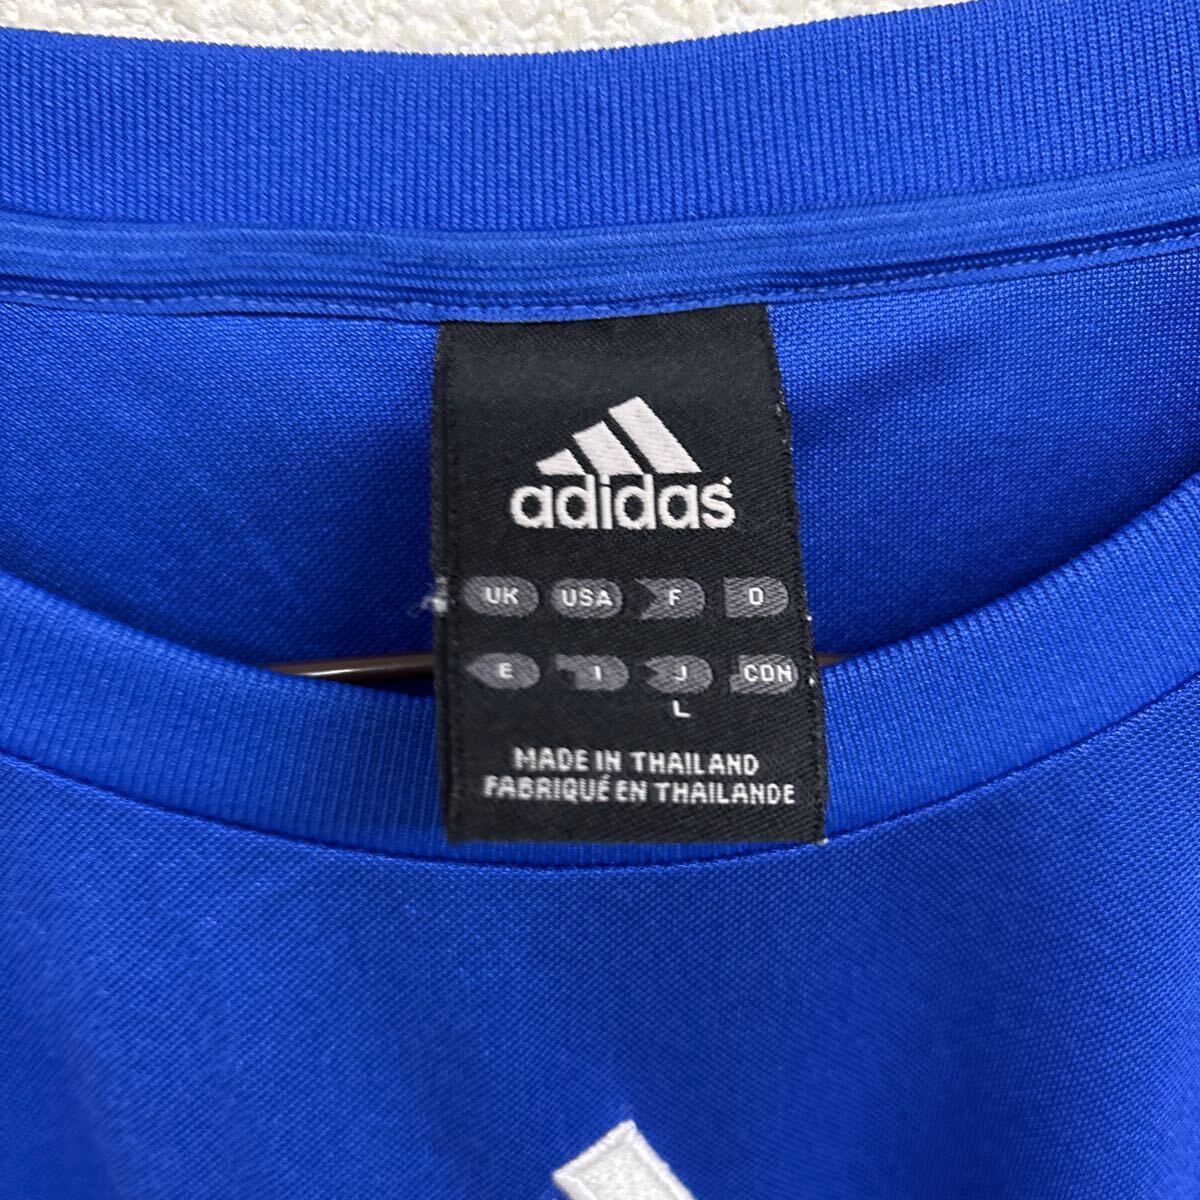 adidas
UK USA F D
E I J CDN
L
MADE IN THAILAND
FABRIQUÉ EN THAILANDE